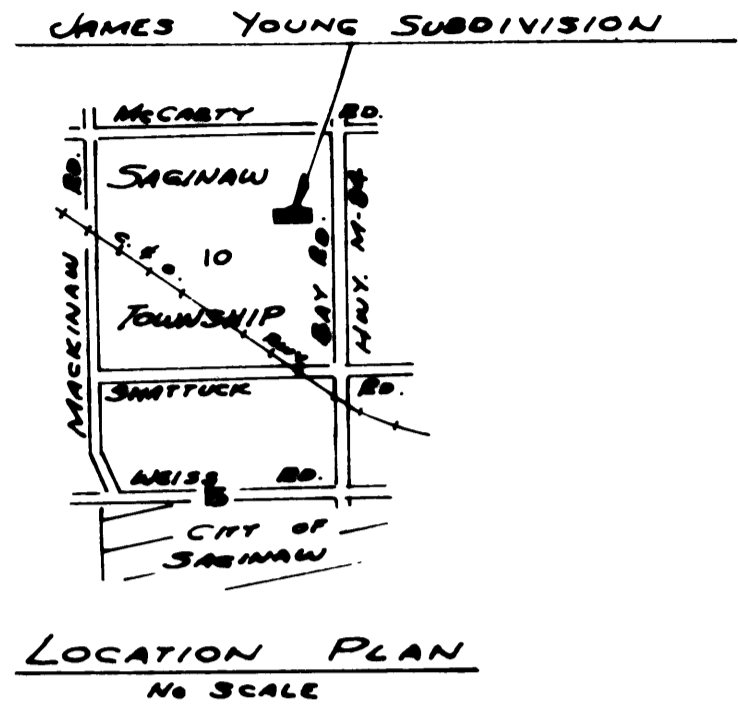 JAMES YOUNG SUBDIVISION
McCARTY RD.
SAGINAW
MACKINAW RD.
C. & O.
10
BAY RD.
HWY. M-84
TOWNSHIP
RWY.
SHATTUCK RD.
WEISS RD.
CITY OF
SAGINAW
LOCATION PLAN
No SCALE